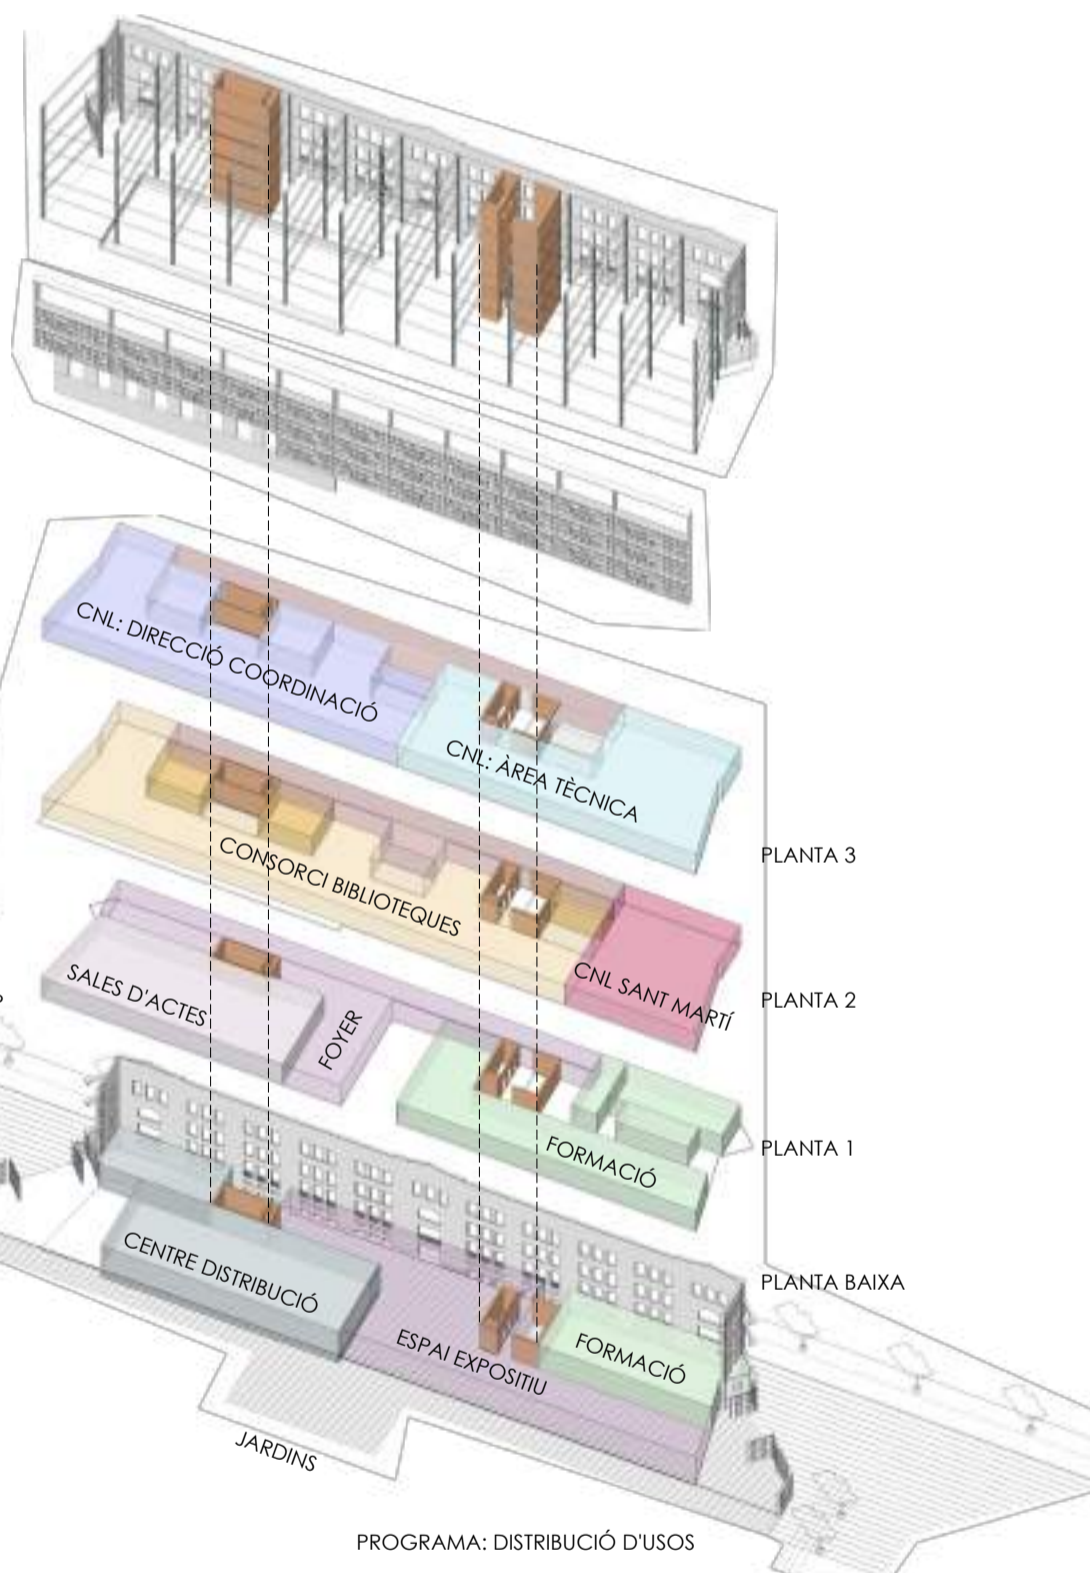 CNL: DIRECCIÓ COORDINACIÓ
CNL: ÀREA TÈCNICA
PLANTA 3
CONSORCI BIBLIOTEQUES
CNL SANT MARTÍ
PLANTA 2
SALES D'ACTES
FOYER
FORMACIÓ
PLANTA 1
CENTRE DISTRIBUCIÓ
ESPAI EXPOSITIU
FORMACIÓ
PLANTA BAIXA
JARDINS
PROGRAMA: DISTRIBUCIÓ D'USOS